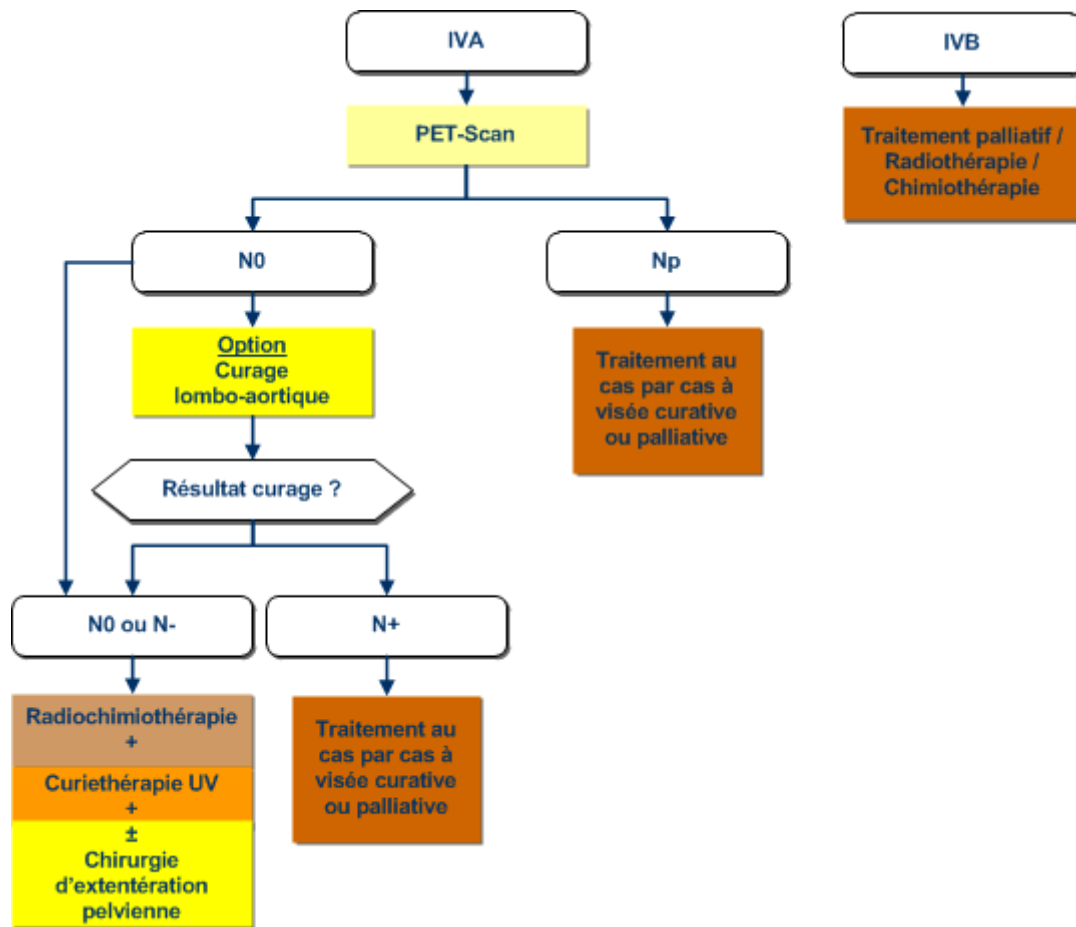 IVA
IVB
PET-Scan
Traitement palliatif /
Radiothérapie /
Chimiothérapie
N0
Np
Option
Curage
lombo-aortique
Traitement au
cas par cas à
visée curative
ou palliative
Résultat curage ?
N0 ou N-
N+
Radiochimiothérapie
+
Curiethérapie UV
+
±
Chirurgie
d'extentération
pelvienne
Traitement au
cas par cas à
visée curative
ou palliative